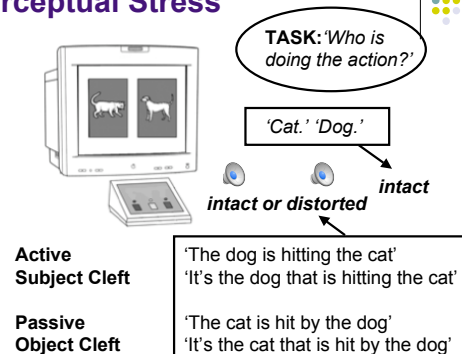 rceptual Stress
TASK:‘Who is
doing the action?’
‘Cat.’ ‘Dog.’
intact
intact or distorted
Active ‘The dog is hitting the cat’
Subject Cleft ‘It’s the dog that is hitting the cat’
Passive ‘The cat is hit by the dog’
Object Cleft ‘It’s the cat that is hit by the dog’